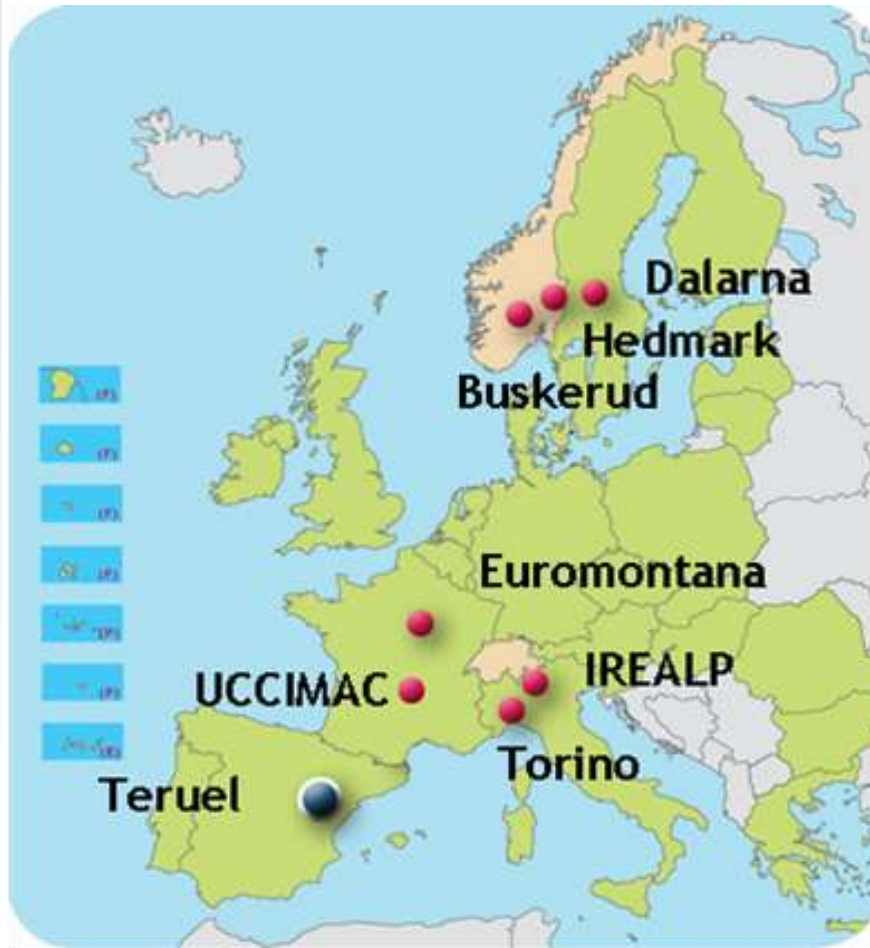 Dalarna
Hedmark
Buskerud
Euromontana
IREALP
UCCIMAC
Torino
Teruel